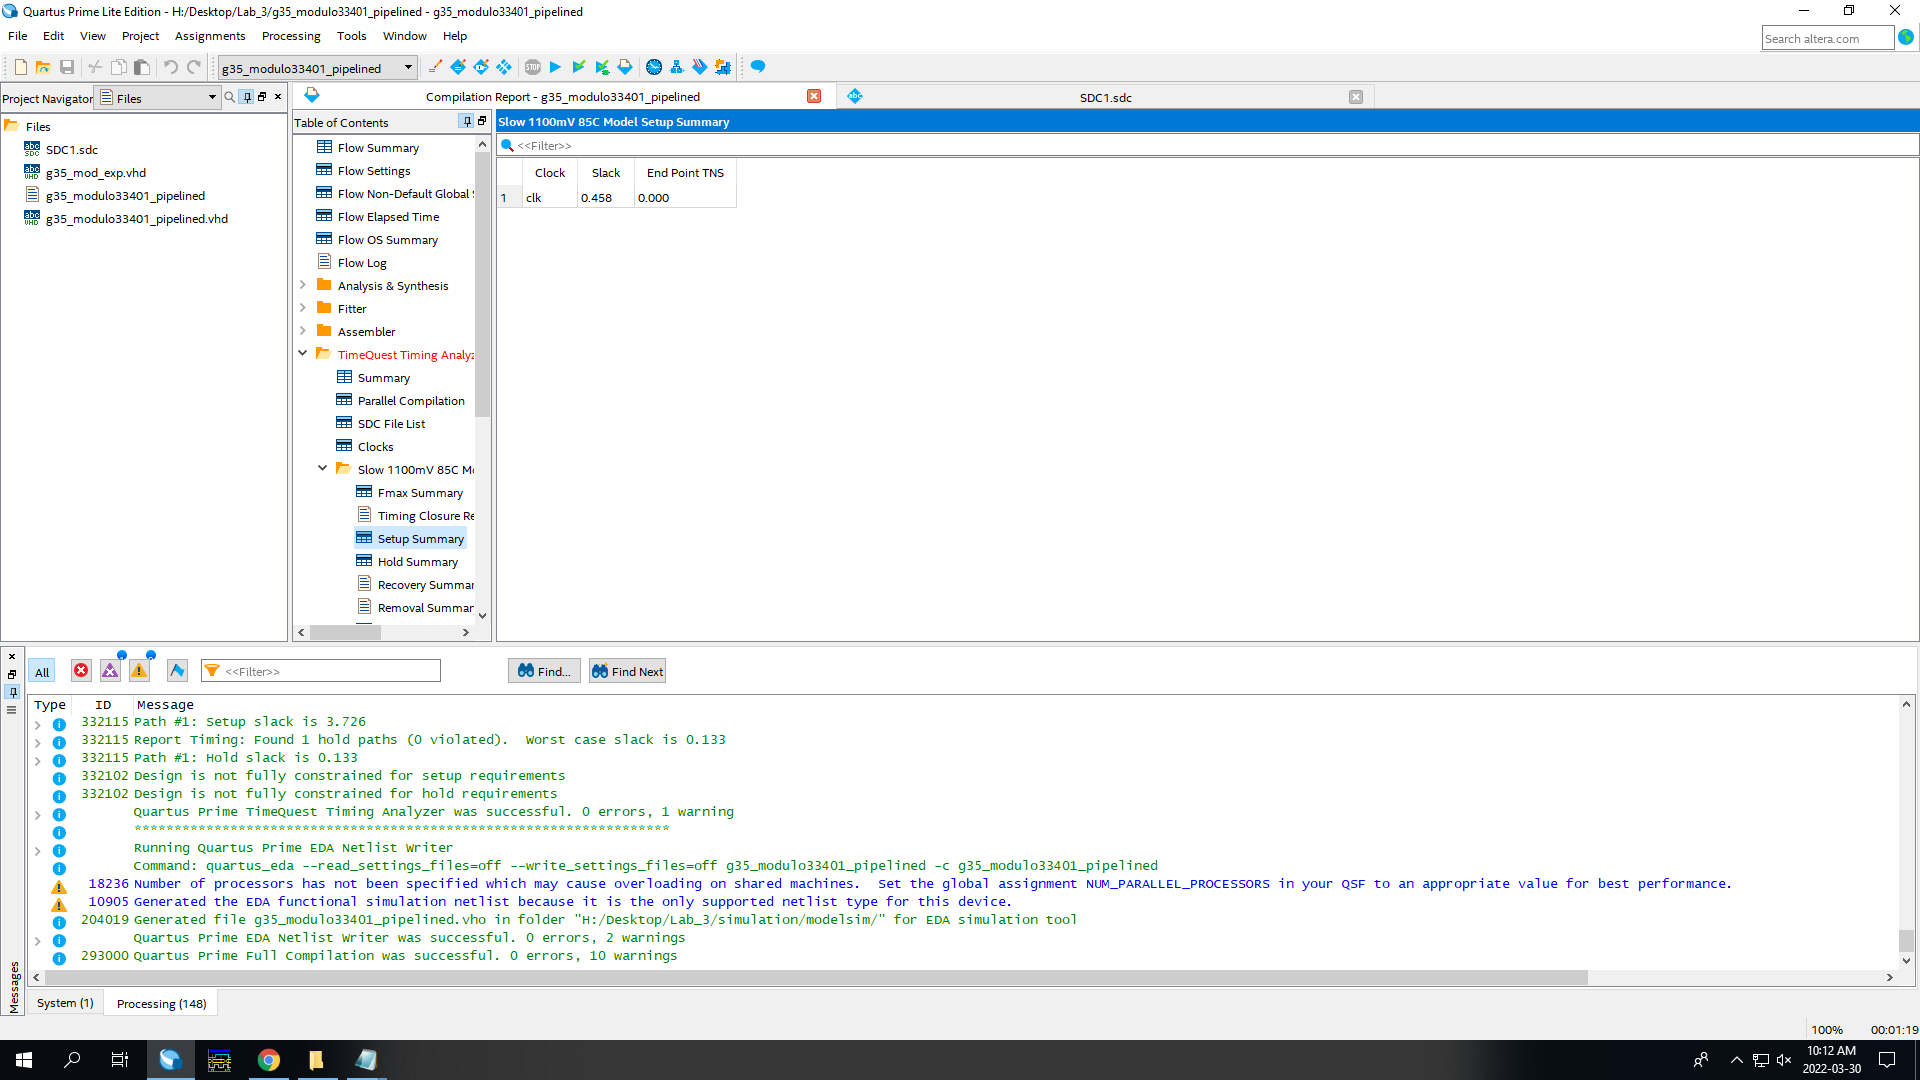 Quartus Prime Lite Edition - H:/Desktop/Lab_3/g35_modulo33401_pipelined - g35_modulo33401_pipelined
File Edit View Project Assignments Processing Tools Window Help
Search altera.com
g35_modulo33401_pipelined
STOP
Project Navigator Files
Files
SDC1.sdc
g35_mod_exp.vhd
g35_modulo33401_pipelined
g35_modulo33401_pipelined.vhd
Compilation Report - g35_modulo33401_pipelined
SDC1.sdc
Table of Contents
Flow Summary
Flow Settings
Flow Non-Default Global
Flow Elapsed Time
Flow OS Summary
Flow Log
Analysis & Synthesis
Fitter
Assembler
TimeQuest Timing Analyz
Summary
Parallel Compilation
SDC File List
Clocks
Slow 1100mV 85C Mo
Fmax Summary
Timing Closure Re
Setup Summary
Hold Summary
Recovery Summar
Removal Summar
Slow 1100mV 85C Model Setup Summary
<<Filter>>
Clock Slack End Point TNS
1 clk 0.458 0.000
All
<<Filter>>
Find...
Find Next
Type ID Message
332115 Path #1: Setup slack is 3.726
332115 Report Timing: Found 1 hold paths (0 violated).  Worst case slack is 0.133
332115 Path #1: Hold slack is 0.133
332102 Design is not fully constrained for setup requirements
332102 Design is not fully constrained for hold requirements
Quartus Prime TimeQuest Timing Analyzer was successful. 0 errors, 1 warning
*******************************************************************
Running Quartus Prime EDA Netlist Writer
Command: quartus_eda --read_settings_files=off --write_settings_files=off g35_modulo33401_pipelined -c g35_modulo33401_pipelined
18236 Number of processors has not been specified which may cause overloading on shared machines.  Set the global assignment NUM_PARALLEL_PROCESSORS in your QSF to an appropriate value for best performance.
10905 Generated the EDA functional simulation netlist because it is the only supported netlist type for this device.
204019 Generated file g35_modulo33401_pipelined.vho in folder "H:/Desktop/Lab_3/simulation/modelsim/" for EDA simulation tool
Quartus Prime EDA Netlist Writer was successful. 0 errors, 2 warnings
293000 Quartus Prime Full Compilation was successful. 0 errors, 10 warnings
Messages
System (1) Processing (148)
100% 00:01:19
10:12 AM
2022-03-30